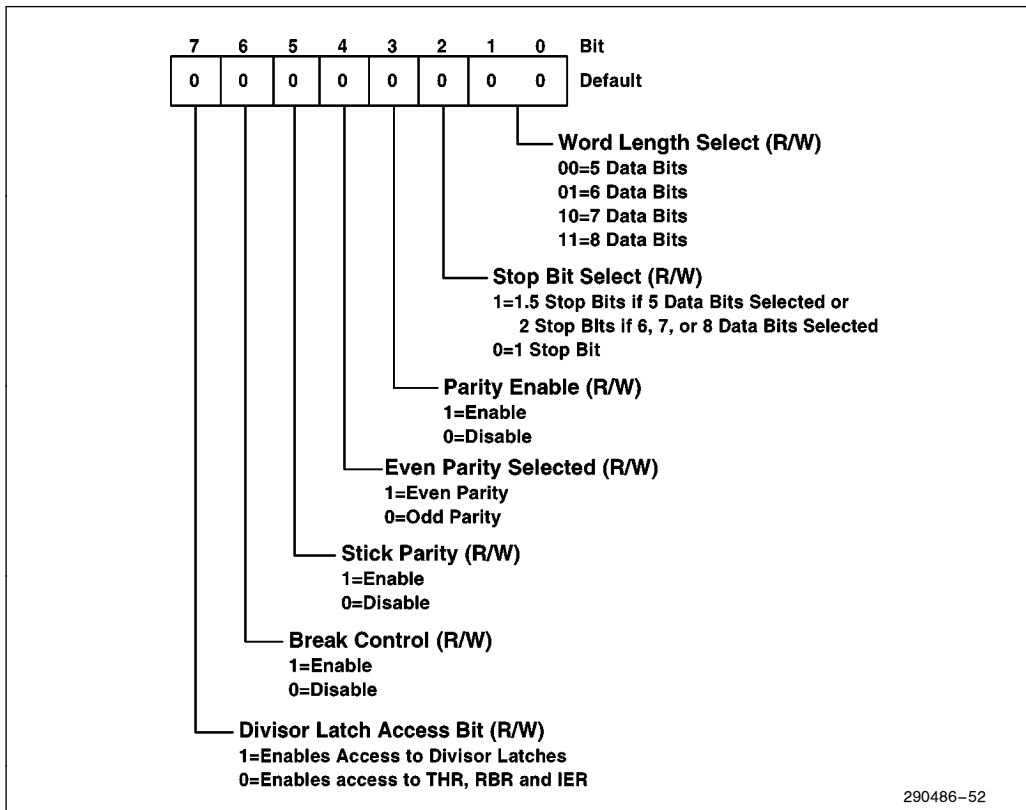 7 6 5 4 3 2 1 0 Bit
0 0 0 0 0 0 0 0 Default
Word Length Select (R/W)
00=5 Data Bits
01=6 Data Bits
10=7 Data Bits
11=8 Data Bits
Stop Bit Select (R/W)
1=1.5 Stop Bits if 5 Data Bits Selected or
2 Stop BIts if 6, 7, or 8 Data Bits Selected
0=1 Stop Bit
Parity Enable (R/W)
1=Enable
0=Disable
Even Parity Selected (R/W)
1=Even Parity
0=Odd Parity
Stick Parity (R/W)
1=Enable
0=Disable
Break Control (R/W)
1=Enable
0=Disable
Divisor Latch Access Bit (R/W)
1=Enables Access to Divisor Latches
0=Enables access to THR, RBR and IER
290486–52